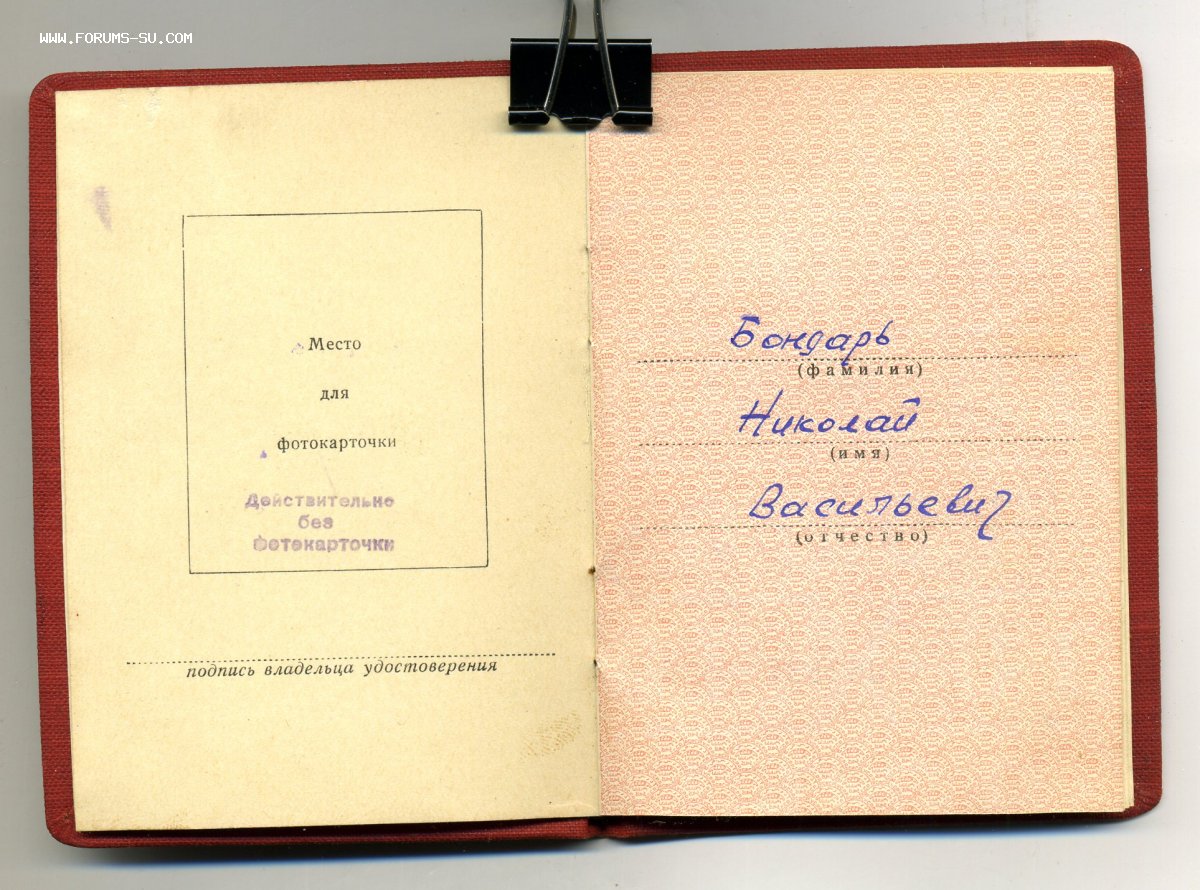 WWW.FORUMS-SU.COM
Место
для
фотокарточки
Действительно
без
фотокарточки
подпись владельца удостоверения
Бондарь
(фамилия)
Николай
(имя)
Васильевич
(отчество)